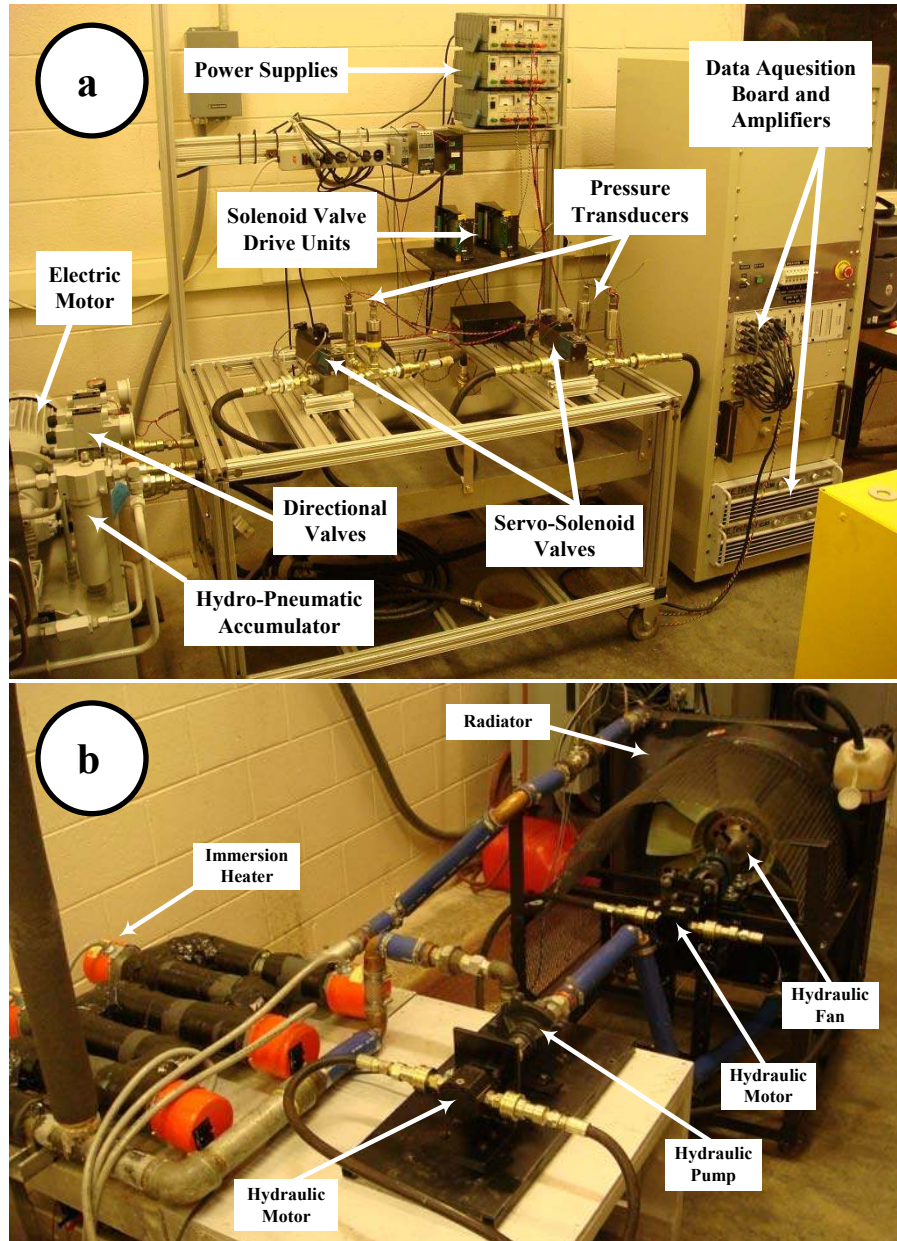 a
Power Supplies
Data Aquesition
Board and
Amplifiers
Pressure
Transducers
Solenoid Valve
Drive Units
Electric
Motor
Directional
Valves
Servo-Solenoid
Valves
Hydro-Pneumatic
Accumulator
b
Radiator
Immersion
Heater
Hydraulic
Fan
Hydraulic
Motor
Hydraulic
Pump
Hydraulic
Motor